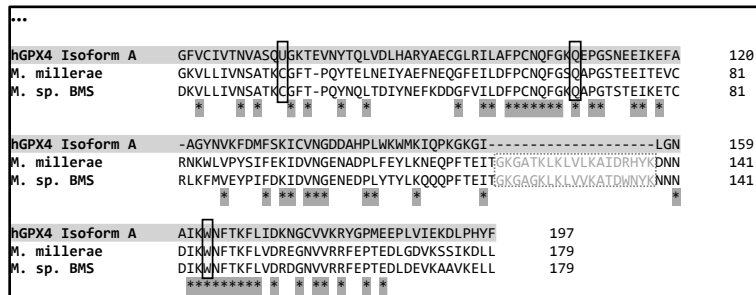 ...
hGPX4 Isoform A GFVCIVTNVASQUGKTEVNYTQLVDLHARYAECGLRILAFPCNQFGKQEPGSNEEIKEFA 120
M. millerae GKVLLIVNSATKCGFT-PQYTELNEIYAEFNEQGFEILDFPCNQFGSQAPGSTEEITEVC 81
M. sp. BMS DKVLLIVNSATKCGFT-PQYNQLTDIYNEFKDDGFVILDFPCNQFGKQAPGTSTEIKETC 81
* * * * * * * * ** ******* * ** ** *
hGPX4 Isoform A -AGYNVKFDMFSKICVNGDDAHPLWKWMKIQPKGKGI-------------------LGN 159
M. millerae RNKWLVPYSIFEKIDVNGENADPLFEYLKNEQPFTEITGKGATKLKLVLKAIDRHYKDNN 141
M. sp. BMS RLKFMVEYPIFDKIDVNGENEDPLYTYLKQQQPFTEITGKGAGKLKLVVKATDWNYKNNN 141
* * ** *** ** * * *
hGPX4 Isoform A AIKWNFTKFLIDKNGCVVKRYGPMEEPLVIEKDLPHYF 197
M. millerae DIKWNFTKFLVDREGNVVRRFEPTEDLGDVKSSIKDLL 179
M. sp. BMS DIKWNFTKFLVDRDGNVVRRFEPTEDLDEVKAAVKELL 179
********* * * ** * * *